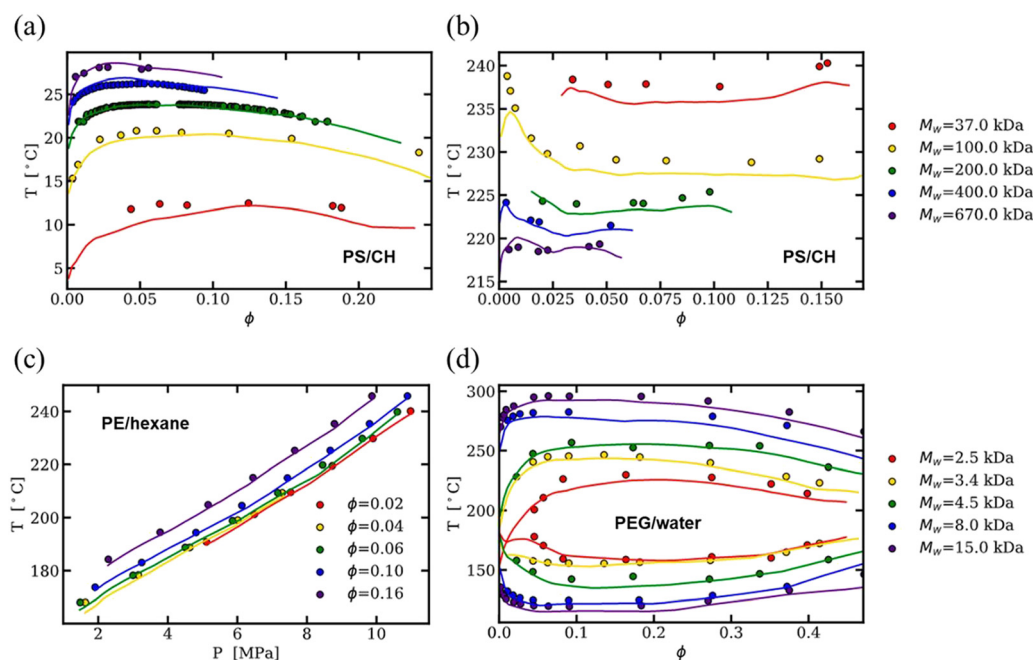 (a)
25
20
15
10
5
T [°C]
0.00 0.05 0.10 0.15 0.20
ϕ
PS/CH
(b)
240
235
230
225
220
215
T [°C]
0.000 0.025 0.050 0.075 0.100 0.125 0.150
ϕ
PS/CH
M_w=37.0 kDa
M_w=100.0 kDa
M_w=200.0 kDa
M_w=400.0 kDa
M_w=670.0 kDa
(c)
PE/hexane
240
220
200
180
T [°C]
2 4 6 8 10
P [MPa]
ϕ=0.02
ϕ=0.04
ϕ=0.06
ϕ=0.10
ϕ=0.16
(d)
300
250
200
150
T [°C]
0.0 0.1 0.2 0.3 0.4
ϕ
PEG/water
M_w=2.5 kDa
M_w=3.4 kDa
M_w=4.5 kDa
M_w=8.0 kDa
M_w=15.0 kDa